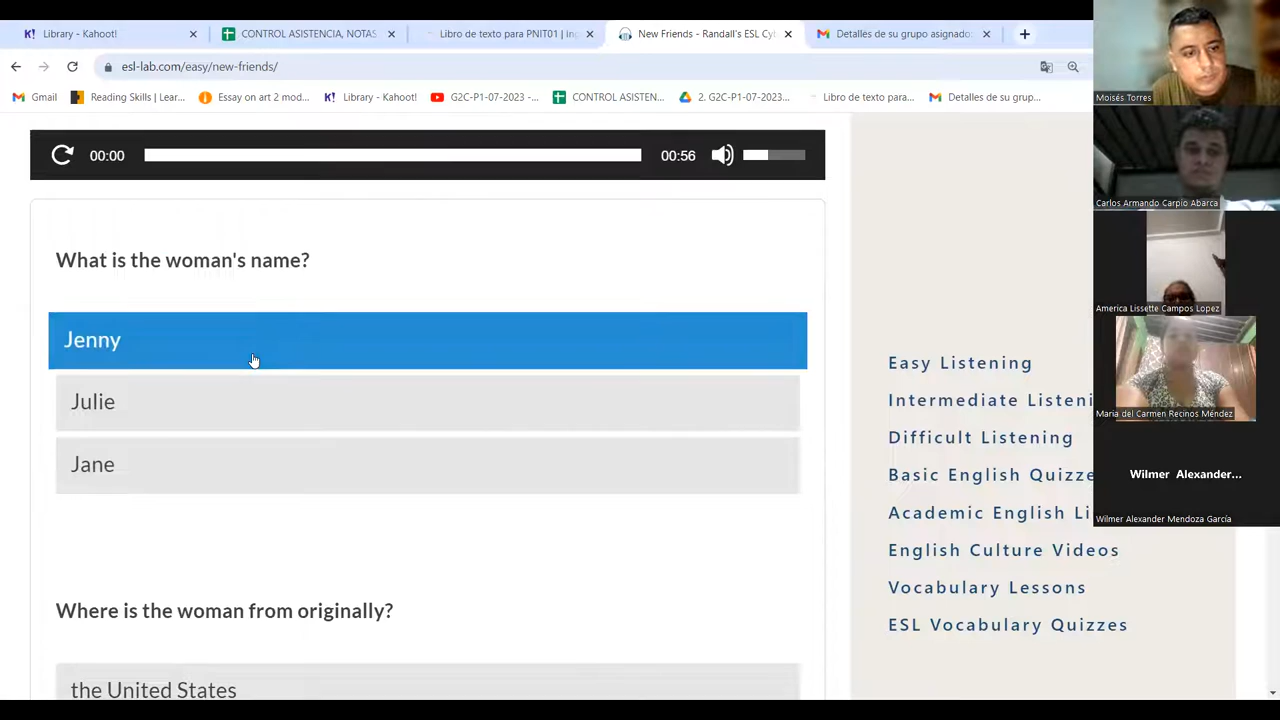 Library - Kahoot!
CONTROL ASISTENCIA, NOTAS
Libro de texto para PNIT01 | ing
New Friends - Randall's ESL Cyb
Detalles de su grupo asignado:
esl-lab.com/easy/new-friends/
Gmail
Reading Skills | Lear...
Essay on art 2 mod...
Library - Kahoot!
G2C-P1-07-2023 -...
CONTROL ASISTEN...
2. G2C-P1-07-2023...
Libro de texto para...
Detalles de su grup...
00:00
00:56
What is the woman's name?
Jenny
Julie
Jane
Where is the woman from originally?
the United States
Easy Listening
Intermediate Listeni
Difficult Listening
Basic English Quizze
Academic English Li
English Culture Videos
Vocabulary Lessons
ESL Vocabulary Quizzes
Moisés Torres
Carlos Armando Carpio Abarca
America Lissette Campos Lopez
Maria del Carmen Recinos Méndez
Wilmer Alexander...
Wilmer Alexander Mendoza García